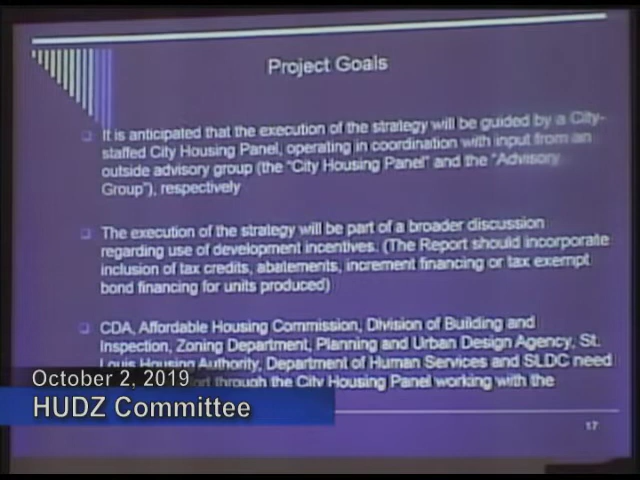 Project Goals
It is anticipated that the execution of the strategy will be guided by a City-
staffed City Housing Panel, operating in coordination with input from an
outside advisory group (the "City Housing Panel" and the "Advisory
Group"), respectively
The execution of the strategy will be part of a broader discussion
regarding use of development incentives. (The Report should incorporate
inclusion of tax credits, abatements, increment financing or tax exempt
bond financing for units produced)
CDA, Affordable Housing Commission, Division of Building and
Inspection, Zoning Department, Planning and Urban Design Agency, St.
Louis Housing Authority, Department of Human Services and SLDC need
through the City Housing Panel working with the
October 2, 2019
HUDZ Committee
17